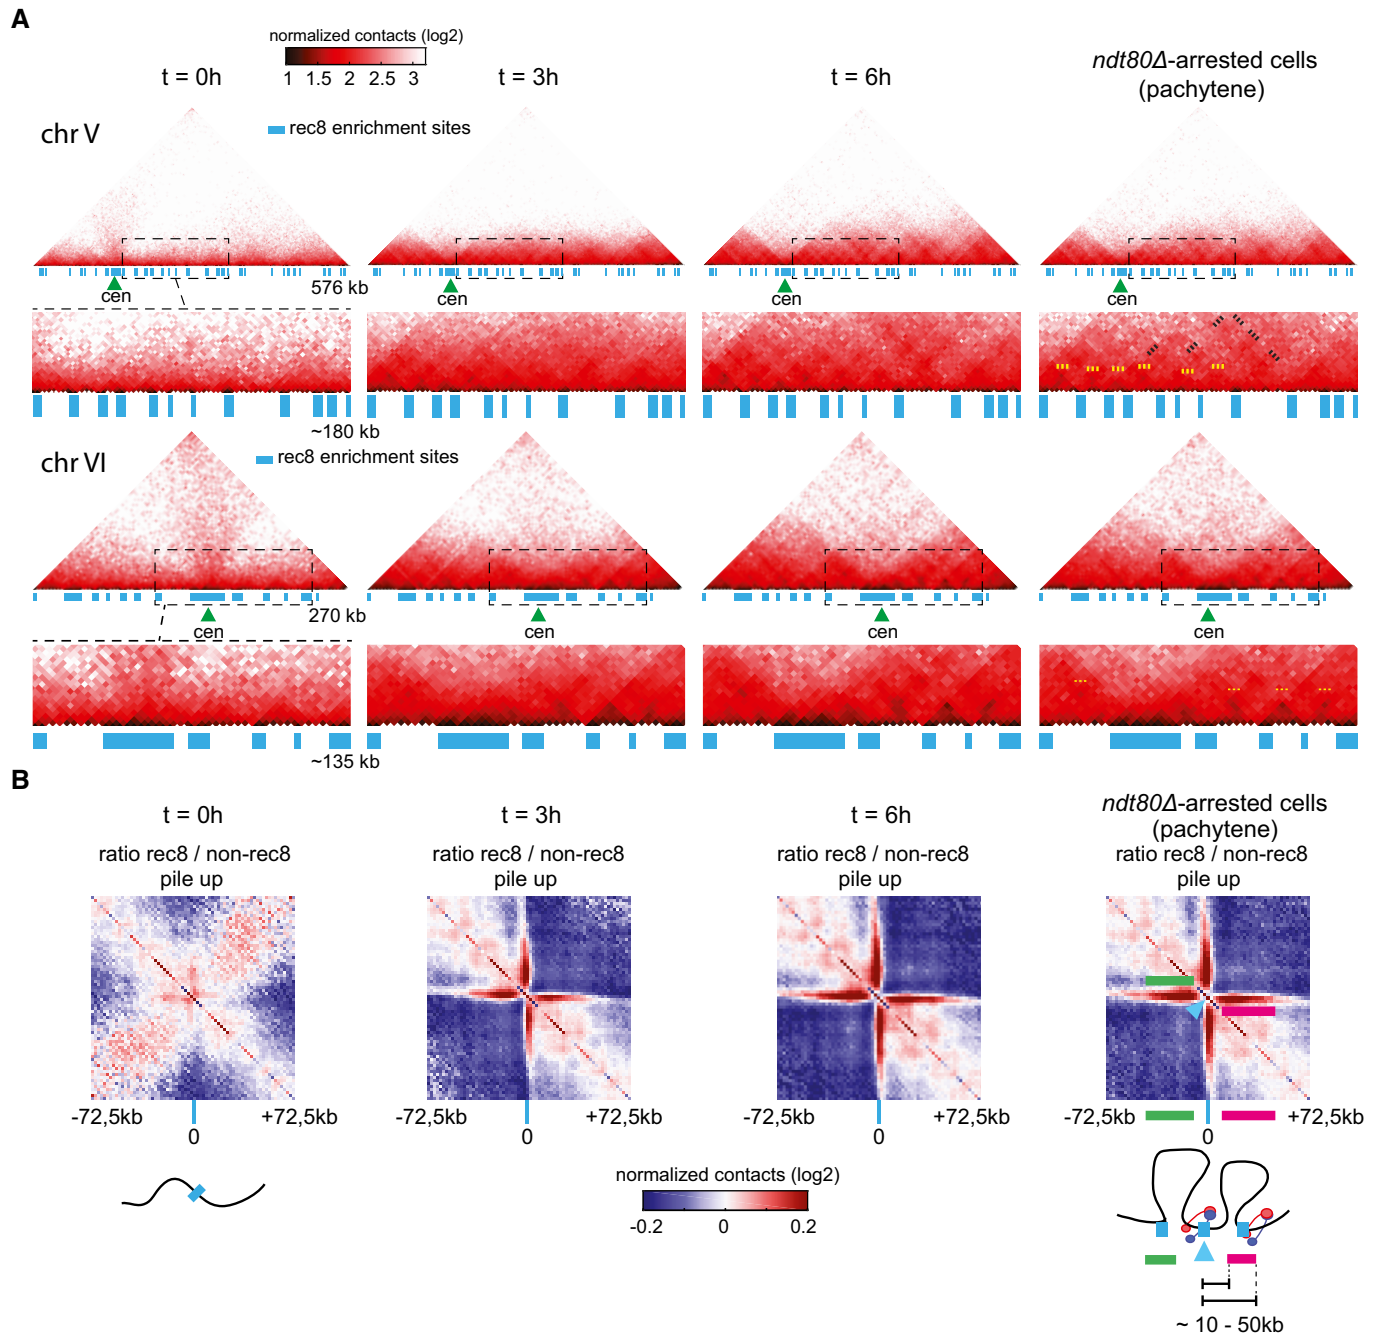 A
normalized contacts (log2)
1 1.5 2 2.5 3
t = 0h
t = 3h
t = 6h
ndt80Δ-arrested cells
(pachytene)
chr V
rec8 enrichment sites
cen
576 kb
cen
cen
cen
~180 kb
chr VI
rec8 enrichment sites
cen
270 kb
cen
cen
cen
~135 kb
B
t = 0h
t = 3h
t = 6h
ndt80Δ-arrested cells
(pachytene)
ratio rec8 / non-rec8
pile up
ratio rec8 / non-rec8
pile up
ratio rec8 / non-rec8
pile up
ratio rec8 / non-rec8
pile up
-72,5kb
0
+72,5kb
-72,5kb
0
+72,5kb
-72,5kb
0
+72,5kb
-72,5kb
0
+72,5kb
normalized contacts (log2)
-0.2 0 0.2
~ 10 - 50kb